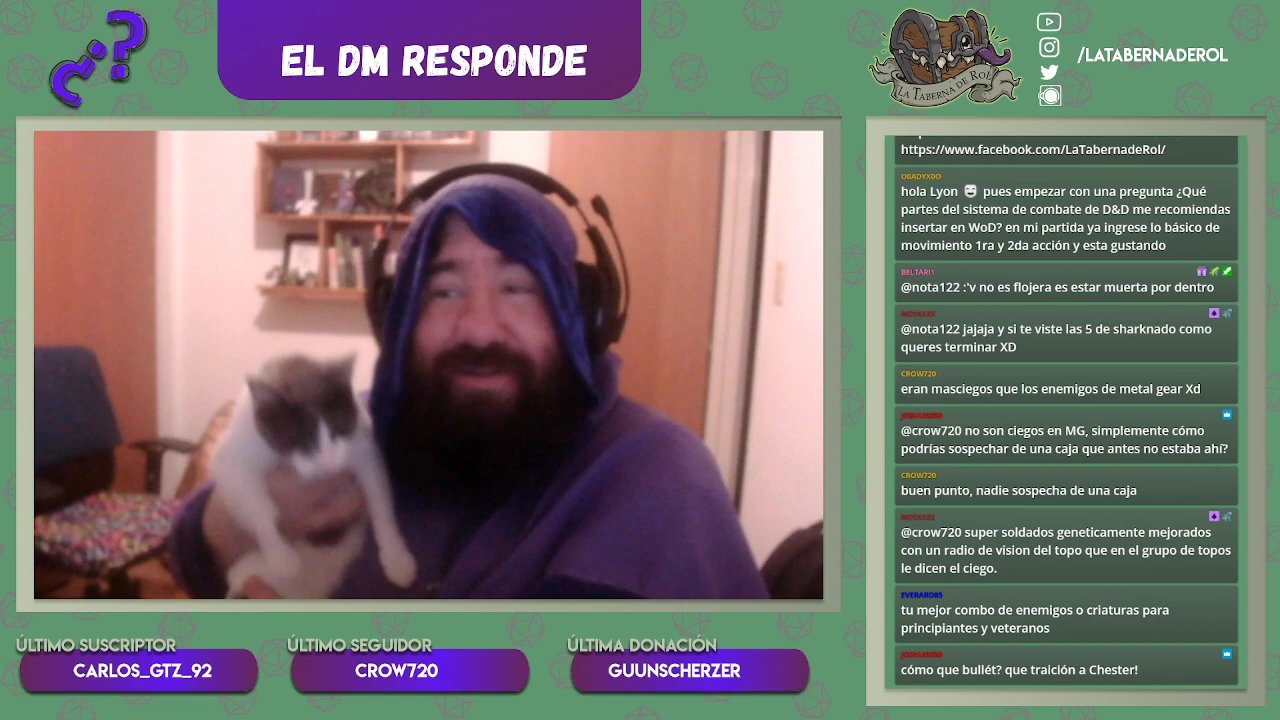 ¿?
EL DM RESPONDE
LA TABERNA DE ROL
/LATABERNADEROL
https://www.facebook.com/LaTabernadeRol/
hola Lyon pues empezar con una pregunta ¿Qué
partes del sistema de combate de D&D me recomiendas
insertar en WoD? en mi partida ya ingrese lo básico de
movimiento 1ra y 2da acción y esta gustando
BELTARI1
@nota122 :'v no es flojera es estar muerta por dentro
NOTA122
@nota122 jajaja y si te viste las 5 de sharknado como
queres terminar XD
CROW720
eran masciegos que los enemigos de metal gear Xd
@crow720 no son ciegos en MG, simplemente cómo
podrías sospechar de una caja que antes no estaba ahí?
CROW720
buen punto, nadie sospecha de una caja
NOTA122
@crow720 super soldados geneticamente mejorados
con un radio de vision del topo que en el grupo de topos
le dicen el ciego.
EVERARD85
tu mejor combo de enemigos o criaturas para
principiantes y veteranos
cómo que bullét? que traición a Chester!
ÚLTIMO SUSCRIPTOR
CARLOS_GTZ_92
ÚLTIMO SEGUIDOR
CROW720
ÚLTIMA DONACIÓN
GUUNSCHERZER